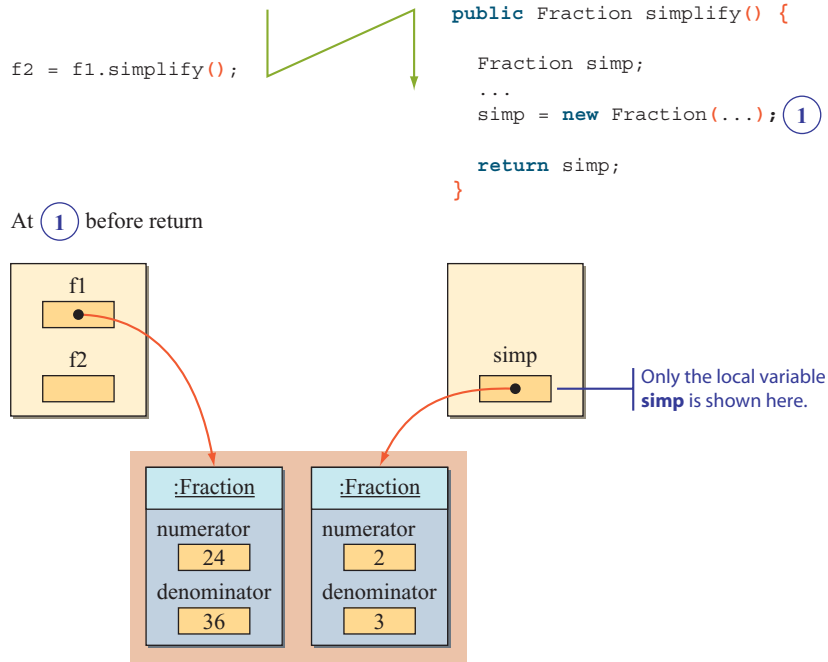 public Fraction simplify() {
f2 = f1.simplify();
Fraction simp;
...
simp = new Fraction(...); 1
return simp;
}
At 1 before return
f1
f2
simp
Only the local variable
simp is shown here.
:Fraction :Fraction
numerator numerator
24 2
denominator denominator
36 3